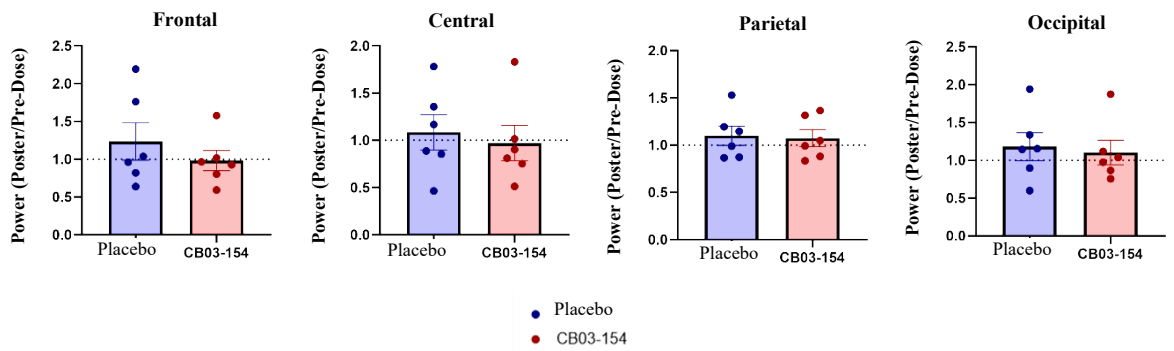 Frontal
Power (Poster/Pre-Dose)
2.5
2.0
1.5
1.0
0.5
0.0
Placebo
CB03-154
Central
Power (Poster/Pre-Dose)
2.0
1.5
1.0
0.5
0.0
Placebo
CB03-154
Parietal
Power (Poster/Pre-Dose)
2.0
1.5
1.0
0.5
0.0
Placebo
CB03-154
Occipital
Power (Poster/Pre-Dose)
2.5
2.0
1.5
1.0
0.5
0.0
Placebo
CB03-154
Placebo
CB03-154